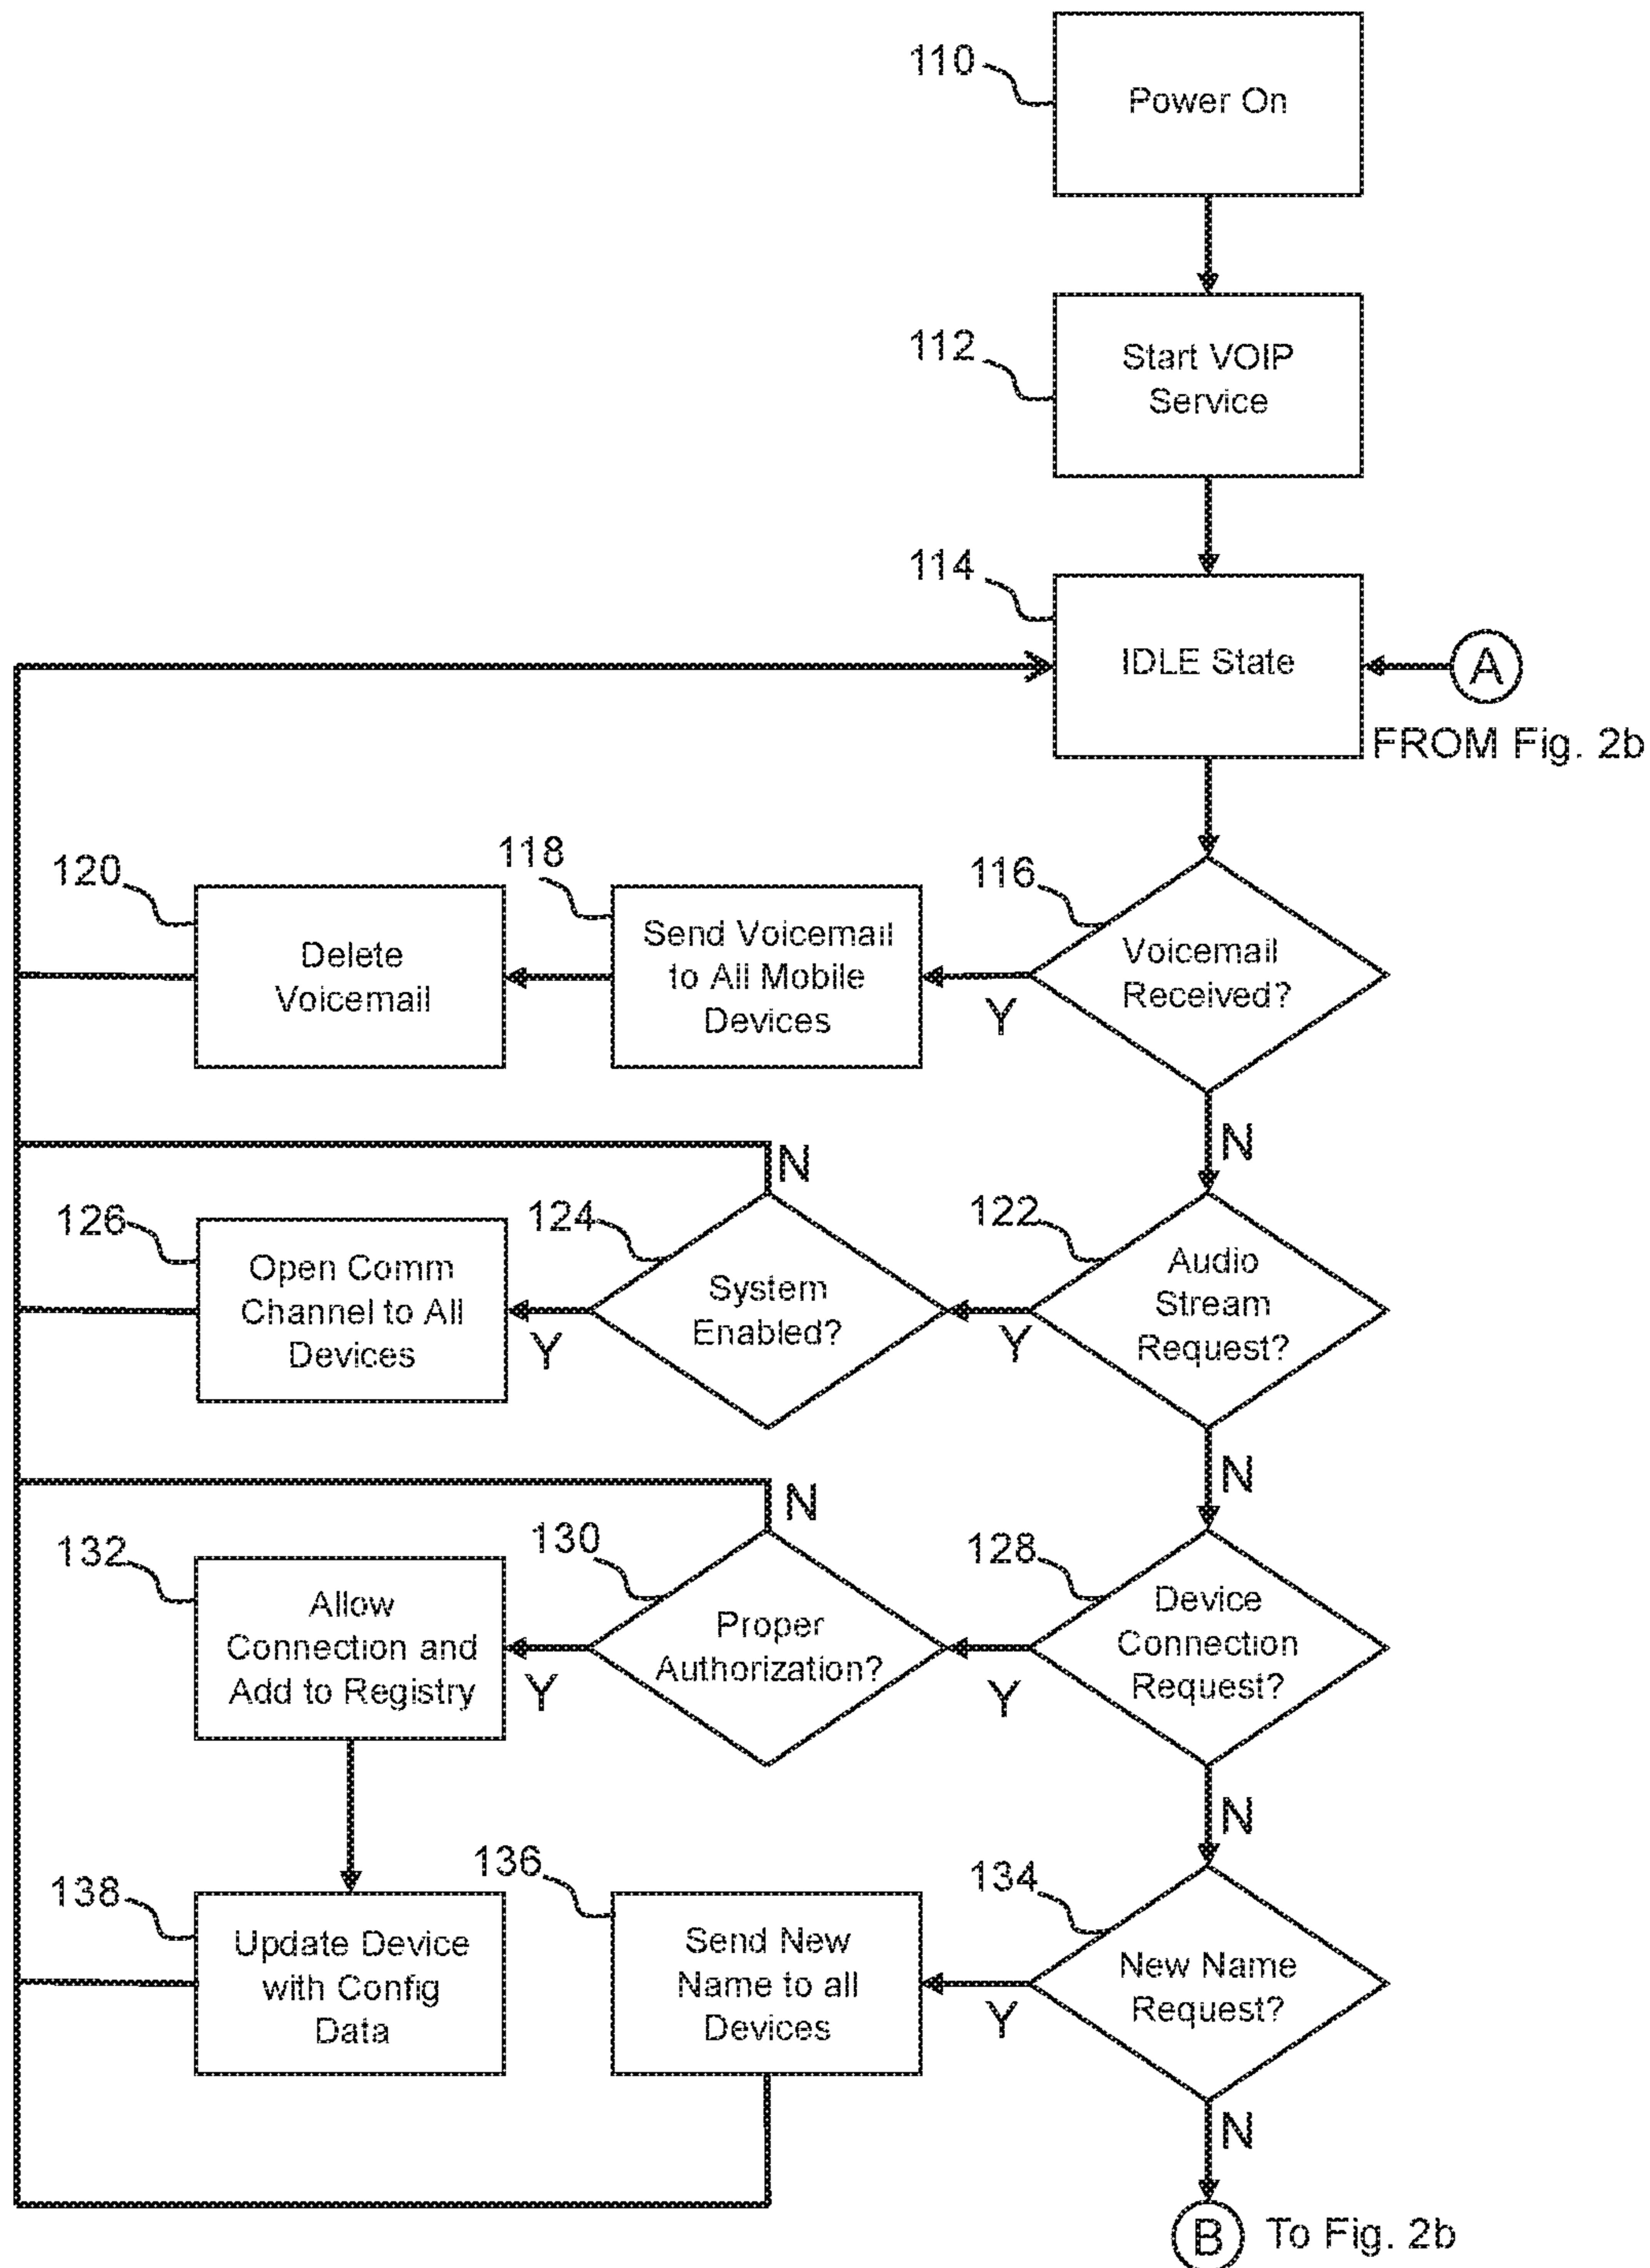 110
Power On
112
Start VOIP
Service
114
IDLE State
A
FROM Fig. 2b
120
Delete
Voicemail
118
Send Voicemail
to All Mobile
Devices
116
Voicemail
Received?
Y
N
126
Open Comm
Channel to All
Devices
Y
124
N
System
Enabled?
Y
122
Audio
Stream
Request?
N
132
Allow
Connection and
Add to Registry
Y
130
N
Proper
Authorization?
Y
128
Device
Connection
Request?
N
138
Update Device
with Config
Data
136
Send New
Name to all
Devices
Y
134
New Name
Request?
N
B
To Fig. 2b